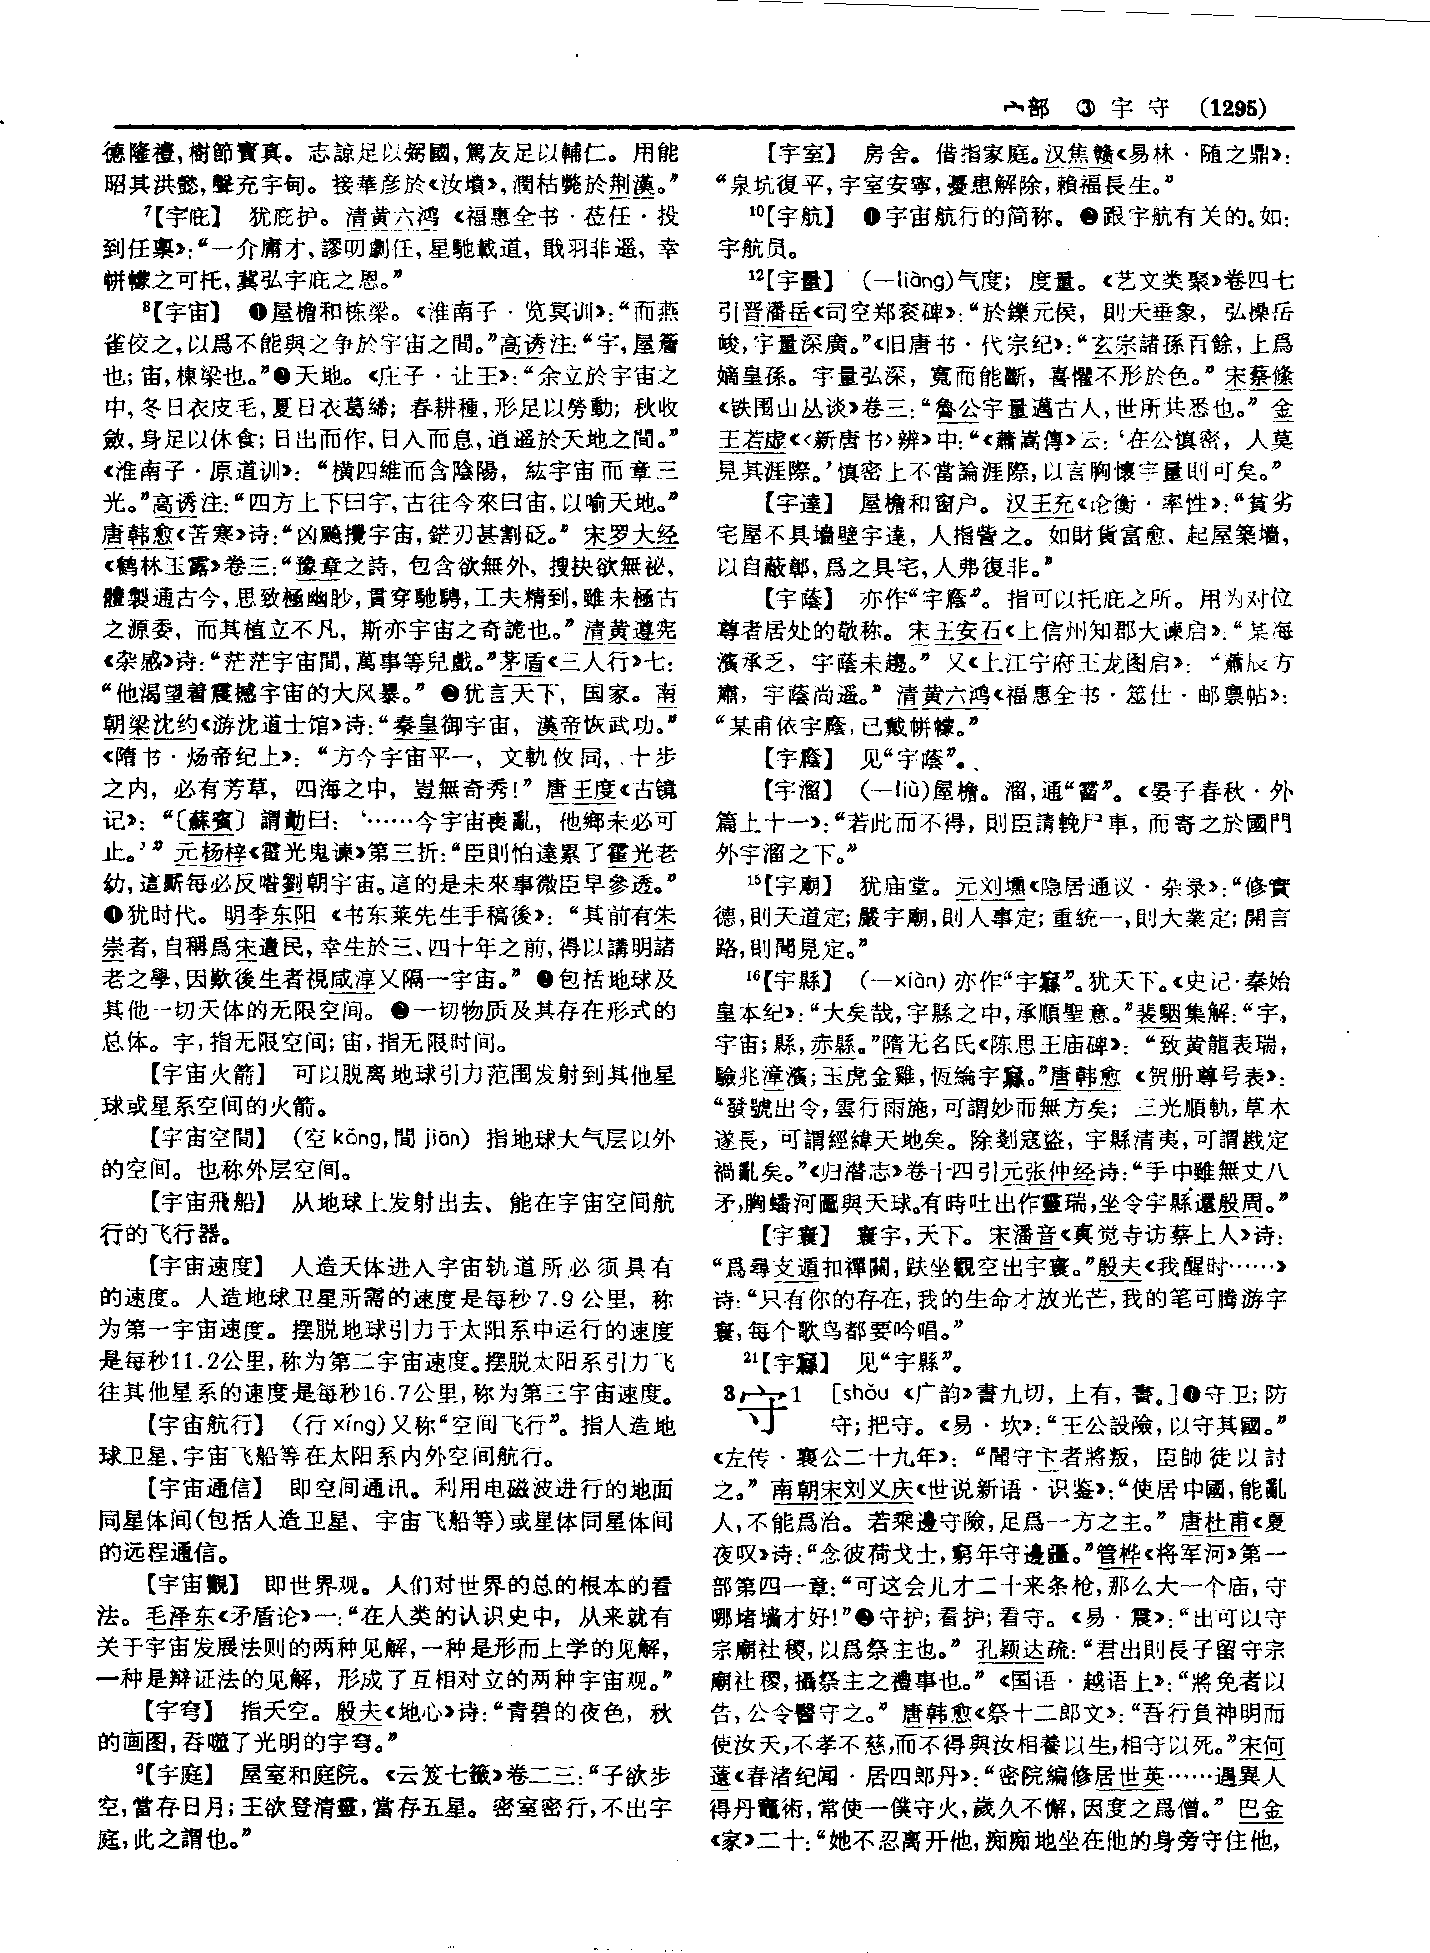 宀部 ③ 宇 守 (1295)
德隆禮,樹節寶真。志諒足以弼國,篤友足以輔仁。用能
昭其洪懿,聲充宇甸。接華彦於《汝墳》,潤枯斃於荆漢。”
⁷【宇庇】 犹庇护。清黄六鸿《福惠全书·莅任·投
到任禀》:“一介庸才,謬叨劇任,星馳載道,戢羽非遥,幸
帡幪之可托,冀弘宇庇之恩。”
⁸【宇宙】 ❶屋檐和栋梁。《淮南子·览冥训》:“而燕
雀佼之,以爲不能與之争於宇宙之間。”高诱注:“宇,屋簷
也;宙,棟梁也。”❷天地。《庄子·让王》:“余立於宇宙之
中,冬日衣皮毛,夏日衣葛絺;春耕種,形足以勞動;秋收
斂,身足以休食;日出而作,日入而息,逍遥於天地之間。”
《淮南子·原道训》:“横四維而含陰陽,紘宇宙而章三
光。”高诱注:“四方上下曰宇,古往今來曰宙,以喻天地。”
唐韩愈《苦寒》诗:“凶飈攪宇宙,鋩刃甚割砭。”宋罗大经
《鹤林玉露》卷三:“豫章之詩,包含欲無外,搜抉欲無祕,
體製通古今,思致極幽眇,貫穿馳騁,工夫精到,雖未極古
之源委,而其植立不凡,斯亦宇宙之奇詭也。”清黄遵宪
《杂感》诗:“茫茫宇宙間,萬事等兒戲。”茅盾《三人行》七:
“他渴望着震撼宇宙的大风暴。” ❸犹言天下,国家。南
朝梁沈约《游沈道士馆》诗:“秦皇御宇宙,漢帝恢武功。”
《隋书·炀帝纪上》:“方今宇宙平一,文軌攸同,十步
之内,必有芳草,四海之中,豈無奇秀!”唐王度《古镜
记》:“〔蘇賓〕謂勣曰:‘……今宇宙喪亂,他鄉未必可
止。’”元杨梓《霍光鬼谏》第三折:“臣則怕連累了霍光老
幼,這厮每必反喒劉朝宇宙。這的是未來事微臣早參透。”
❹犹时代。明李东阳《书东莱先生手稿後》:“其前有朱
崇者,自稱爲宋遺民,幸生於三、四十年之前,得以講明諸
老之學,因歎後生者視咸淳又隔一宇宙。” ❺包括地球及
其他一切天体的无限空间。❻一切物质及其存在形式的
总体。宇,指无限空间;宙,指无限时间。
【宇宙火箭】 可以脱离地球引力范围发射到其他星
球或星系空间的火箭。
【宇宙空間】 (空 kōng,間 jiān) 指地球大气层以外
的空间。也称外层空间。
【宇宙飛船】 从地球上发射出去、能在宇宙空间航
行的飞行器。
【宇宙速度】 人造天体进入宇宙轨道所必须具有
的速度。人造地球卫星所需的速度是每秒7.9公里,称
为第一宇宙速度。摆脱地球引力于太阳系中运行的速度
是每秒11.2公里,称为第二宇宙速度。摆脱太阳系引力飞
往其他星系的速度是每秒16.7公里,称为第三宇宙速度。
【宇宙航行】 (行 xíng)又称“空间飞行”。指人造地
球卫星、宇宙飞船等在太阳系内外空间航行。
【宇宙通信】 即空间通讯。利用电磁波进行的地面
同星体间(包括人造卫星、宇宙飞船等)或星体同星体间
的远程通信。
【宇宙觀】 即世界观。人们对世界的总的根本的看
法。毛泽东《矛盾论》一:“在人类的认识史中,从来就有
关于宇宙发展法则的两种见解,一种是形而上学的见解,
一种是辩证法的见解,形成了互相对立的两种宇宙观。”
【宇穹】 指天空。殷夫《地心》诗:“青碧的夜色,秋
的画图,吞噬了光明的宇穹。”
⁹【宇庭】 屋室和庭院。《云笈七籤》卷二三:“子欲步
空,當存日月;王欲登清靈,當存五星。密室密行,不出宇
庭,此之謂也。”
【宇室】 房舍。借指家庭。汉焦赣《易林·随之鼎》:
“泉坑復平,宇室安寧,憂患解除,賴福長生。”
¹⁰【宇航】 ❶宇宙航行的简称。❷跟宇航有关的。如:
宇航员。
¹²【宇量】 (—liàng)气度;度量。《艺文类聚》卷四七
引晋潘岳《司空郑袤碑》:“於鑠元侯,則天垂象,弘操岳
峻,宇量深廣。”《旧唐书·代宗纪》:“玄宗諸孫百餘,上爲
嫡皇孫。宇量弘深,寬而能斷,喜懼不形於色。”宋蔡絛
《铁围山丛谈》卷三:“魯公宇量邁古人,世所共悉也。”金
王若虚《〈新唐书〉辨》中:“《蕭嵩傳》云:‘在公慎密,人莫
見其涯際。’慎密上不當論涯際,以言胸懷宇量則可矣。”
【宇達】 屋檐和窗户。汉王充《论衡·率性》:“貧劣
宅屋不具墻壁宇達,人指訾之。如財貨富愈,起屋築墻,
以自蔽鄣,爲之具宅,人弗復非。”
【宇蔭】 亦作“宇廕”。指可以托庇之所。用为对位
尊者居处的敬称。宋王安石《上信州知郡大谏启》:“某海
濱承乏,宇蔭未趨。”又《上江宁府王龙图启》:“肅辰方
肅,宇蔭尚遥。”清黄六鸿《福惠全书·筮仕·邮禀帖》:
“某甫依宇廕,已戴帡幪。”
【宇廕】 见“宇蔭”。
【宇溜】 (—liù)屋檐。溜,通“霤”。《晏子春秋·外
篇上十一》:“若此而不得,則臣請輓尸車,而寄之於國門
外宇溜之下。”
¹⁵【宇廟】 犹庙堂。元刘壎《隐居通议·杂录》:“修實
德,則天道定;嚴宇廟,則人事定;重統一,則大業定;開言
路,則聞見定。”
¹⁶【宇縣】 (—xiàn)亦作“宇寰”。犹天下。《史记·秦始
皇本纪》:“大矣哉,宇縣之中,承順聖意。”裴駰集解:“宇,
宇宙;縣,赤縣。”隋无名氏《陈思王庙碑》:“致黄龍表瑞,
驗兆漳濱;玉虎金雞,恆綸宇寰。”唐韩愈《贺册尊号表》:
“發號出令,雲行雨施,可謂妙而無方矣;三光順軌,草木
遂長,可謂經緯天地矣。除剗寇盗,宇縣清夷,可謂戡定
禍亂矣。”《归潜志》卷十四引元张仲经诗:“手中雖無丈八
矛,胸蟠河圖與天球。有時吐出作靈瑞,坐令宇縣還殷周。”
【宇寰】 寰宇,天下。宋潘音《真觉寺访蔡上人》诗:
“爲尋支遁扣禪關,趺坐觀空出宇寰。”殷夫《我醒时……》
诗:“只有你的存在,我的生命才放光芒,我的笔可腾游宇
寰,每个歌鸟都要吟唱。”
²¹【宇寰】 见“宇縣”。
3守1 [shǒu 《广韵》書九切,上有,書。]❶守卫;防
守;把守。《易·坎》:“王公設險,以守其國。”
《左传·襄公二十九年》:“聞守卞者將叛,臣帥徒以討
之。”南朝宋刘义庆《世说新语·识鉴》:“使居中國,能亂
人,不能爲治。若乘邊守險,足爲一方之主。”唐杜甫《夏
夜叹》诗:“念彼荷戈士,窮年守邊疆。”管桦《将军河》第一
部第四一章:“可这会儿才二十来条枪,那么大一个庙,守
哪堵墙才好!”❷守护;看护;看守。《易·震》:“出可以守
宗廟社稷,以爲祭主也。”孔颖达疏:“君出則長子留守宗
廟社稷,攝祭主之禮事也。”《国语·越语上》:“將免者以
告,公令醫守之。”唐韩愈《祭十二郎文》:“吾行負神明而
使汝夭,不孝不慈,而不得與汝相養以生,相守以死。”宋何
薳《春渚纪闻·居四郎丹》:“密院編修居世英……遇異人
得丹竈術,常使一僕守火,歲久不懈,因度之爲僧。”巴金
《家》二十:“她不忍离开他,痴痴地坐在他的身旁守住他,